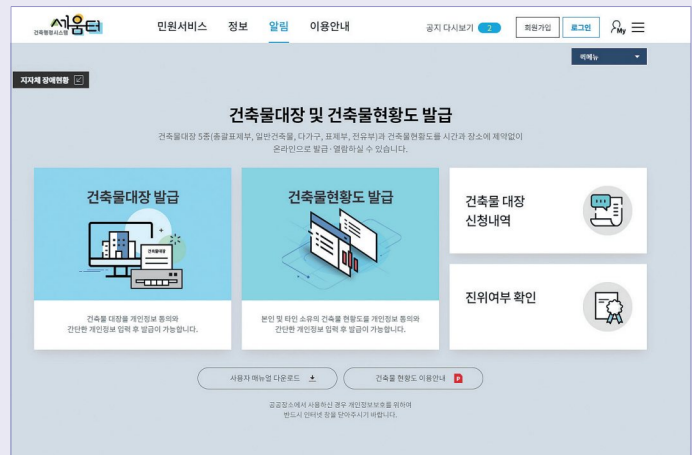 건축행정시스템 세움터
민원서비스 정보 알림 이용안내
공지 다시보기 2 회원가입 로그인 My
퀵메뉴
지자체 장애현황
건축물대장 및 건축물현황도 발급
건축물대장 5종(총괄표제부, 일반건축물, 다가구, 표제부, 전유부)과 건축물현황도를 시간과 장소에 제약없이
온라인으로 발급·열람하실 수 있습니다.
건축물대장 발급
건축물대장
건축물 대장을 개인정보 동의와
간단한 개인정보 입력 후 발급이 가능합니다.
건축물현황도 발급
본인 및 타인 소유의 건축물 현황도를 개인정보 동의와
간단한 개인정보 입력 후 발급이 가능합니다.
건축물 대장
신청내역
진위여부 확인
사용자 매뉴얼 다운로드
건축물 현황도 이용안내 P
공공장소에서 사용하신 경우 개인정보보호를 위하여
반드시 인터넷 창을 닫아주시기 바랍니다.